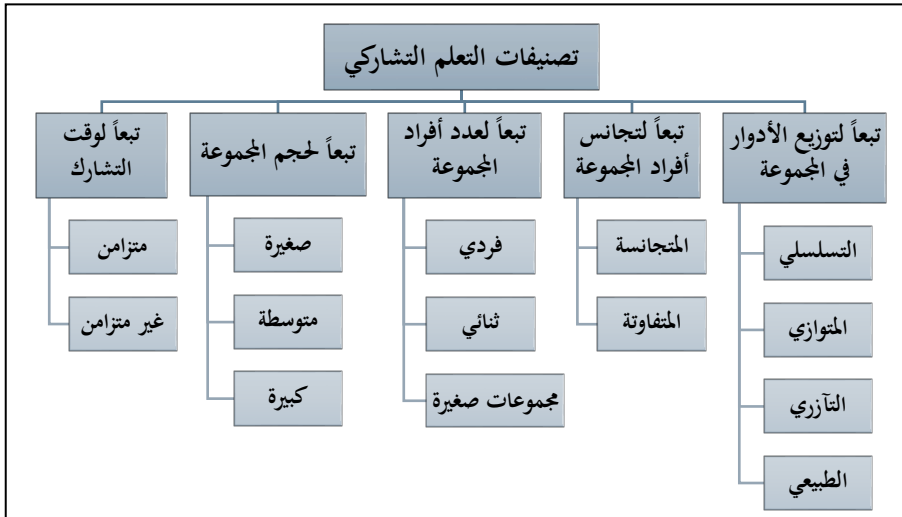 تصنيفات التعلم التشاركي
تبعاً لتوزيع الأدوار
في المجموعة
التسلسلي
المتوازي
التآزري
الطبيعي
تبعاً لتجانس
أفراد المجموعة
المتجانسة
المتفاوتة
تبعاً لعدد أفراد
المجموعة
فردي
ثنائي
مجموعات صغيرة
تبعاً لحجم المجموعة
صغيرة
متوسطة
كبيرة
تبعاً لوقت
التشارك
متزامن
غير متزامن